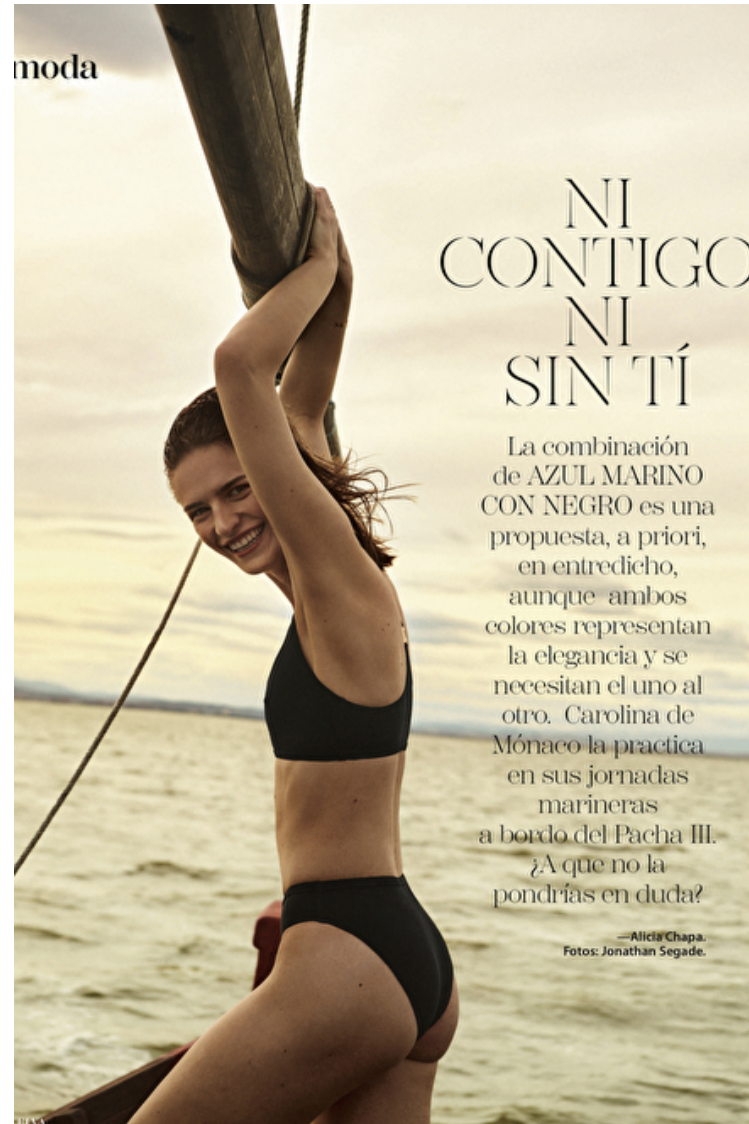 moda
NI
CONTIGO
NI
SIN TÍ
La combinación
de AZUL MARINO
CON NEGRO es una
propuesta, a priori,
en entredicho,
aunque ambos
colores representan
la elegancia y se
necesitan el uno al
otro. Carolina de
Mónaco la practica
en sus jornadas
marineras
a bordo del Pacha III.
¿A que no la
pondrías en duda?
—Alicia Chapa.
Fotos: Jonathan Segade.